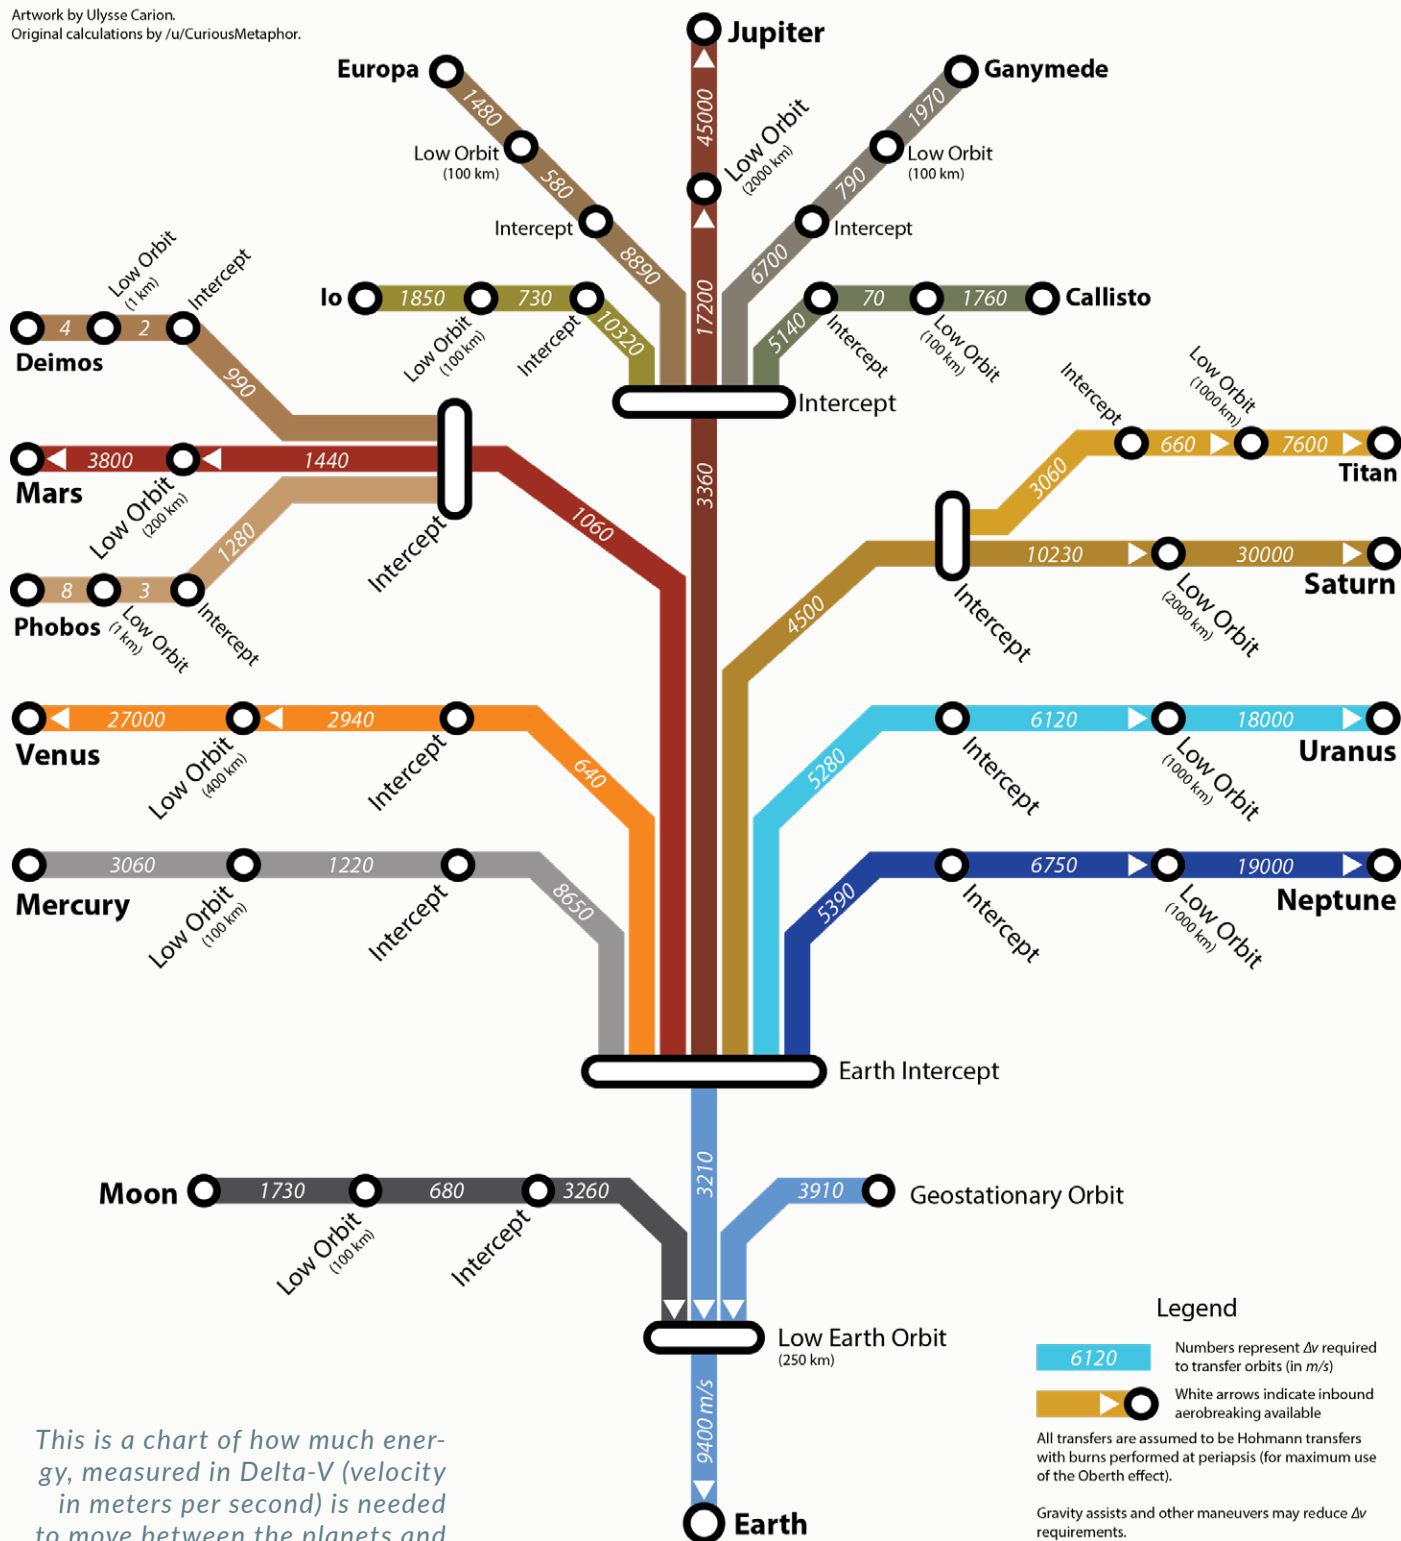 Artwork by Ulysse Carion.
Original calculations by /u/CuriousMetaphor.
Jupiter
45000
Low Orbit
(2000 km)
17200
Europa
1480
Low Orbit
(100 km)
580
Intercept
8890
Ganymede
1970
Low Orbit
(100 km)
790
Intercept
6700
Io
1850
Low Orbit
(100 km)
730
Intercept
10320
Callisto
1760
Low Orbit
(100 km)
70
Intercept
5140
Intercept
3360
Deimos
4
Low Orbit
(1 km)
2
Intercept
990
Mars
3800
Low Orbit
(200 km)
1440
Intercept
1060
Phobos
8
Low Orbit
(1 km)
3
Intercept
1280
Titan
7600
Low Orbit
(1000 km)
660
Intercept
3060
Saturn
30000
Low Orbit
(2000 km)
10230
Intercept
4500
Venus
27000
Low Orbit
(400 km)
2940
Intercept
640
Uranus
18000
Low Orbit
(1000 km)
6120
Intercept
5280
Mercury
3060
Low Orbit
(100 km)
1220
Intercept
8650
Neptune
19000
Low Orbit
(1000 km)
6750
Intercept
5390
Earth Intercept
3210
Moon
1730
Low Orbit
(100 km)
680
Intercept
3260
3910
Geostationary Orbit
Low Earth Orbit
(250 km)
9400 m/s
Earth
Legend
6120
Numbers represent Δv required
to transfer orbits (in m/s)
White arrows indicate inbound
aerobreaking available
All transfers are assumed to be Hohmann transfers
with burns performed at periapsis (for maximum use
of the Oberth effect).
Gravity assists and other maneuvers may reduce Δv
requirements.
This is a chart of how much ener-
gy, measured in Delta-V (velocity
in meters per second) is needed
to move between the planets and